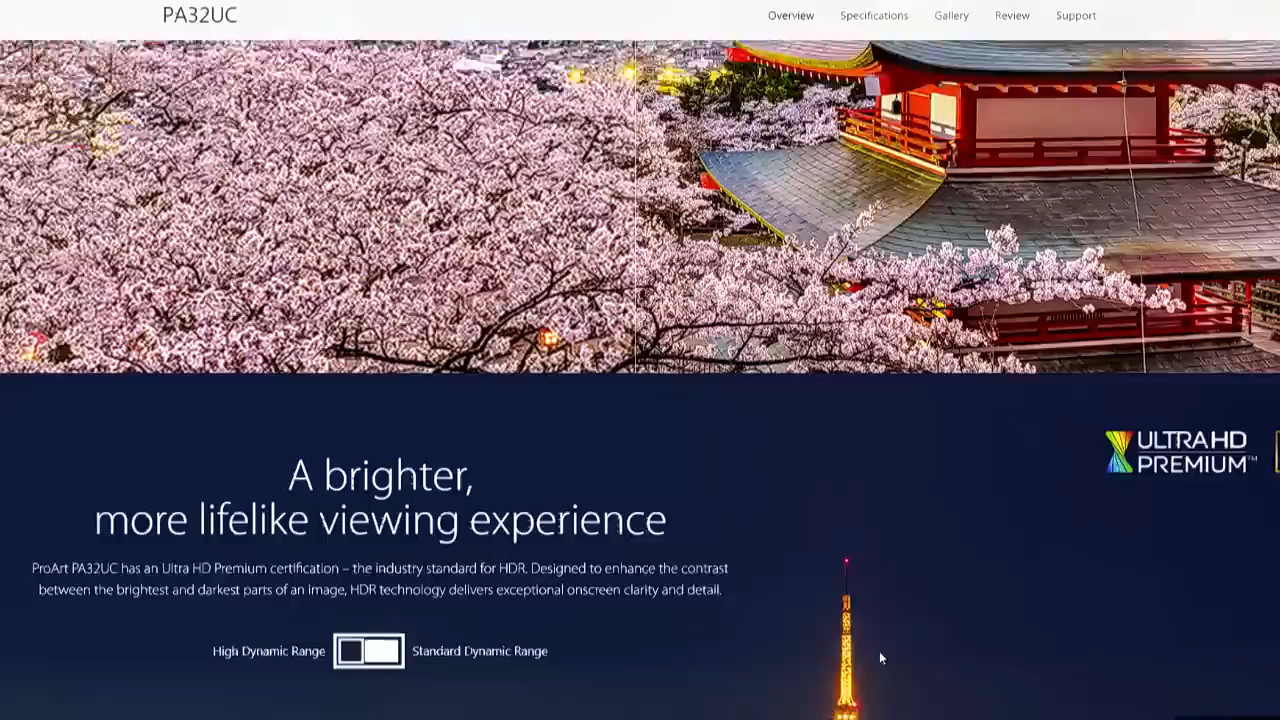 PA32UC
Overview
Specifications
Gallery
Review
Support
ULTRA HD
PREMIUM™
A brighter,
more lifelike viewing experience
ProArt PA32UC has an Ultra HD Premium certification – the industry standard for HDR. Designed to enhance the contrast
between the brightest and darkest parts of an image, HDR technology delivers exceptional onscreen clarity and detail.
High Dynamic Range
Standard Dynamic Range